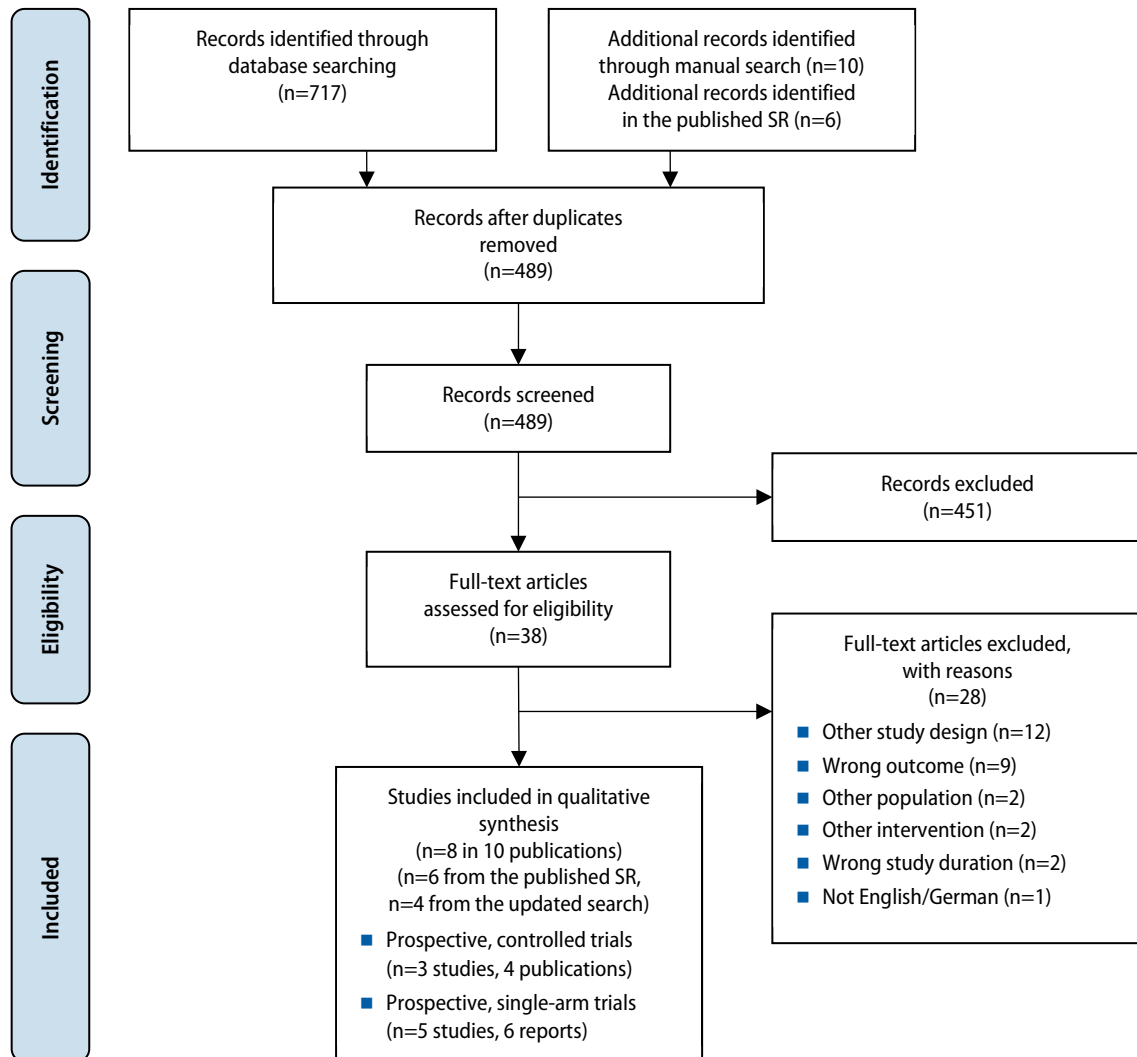 Identification
Records identified through
database searching
(n=717)
Additional records identified
through manual search (n=10)
Additional records identified
in the published SR (n=6)
Records after duplicates
removed
(n=489)
Screening
Records screened
(n=489)
Records excluded
(n=451)
Eligibility
Full-text articles
assessed for eligibility
(n=38)
Full-text articles excluded,
with reasons
(n=28)
Other study design (n=12)
Wrong outcome (n=9)
Other population (n=2)
Other intervention (n=2)
Wrong study duration (n=2)
Not English/German (n=1)
Included
Studies included in qualitative
synthesis
(n=8 in 10 publications)
(n=6 from the published SR,
n=4 from the updated search)
Prospective, controlled trials
(n=3 studies, 4 publications)
Prospective, single-arm trials
(n=5 studies, 6 reports)